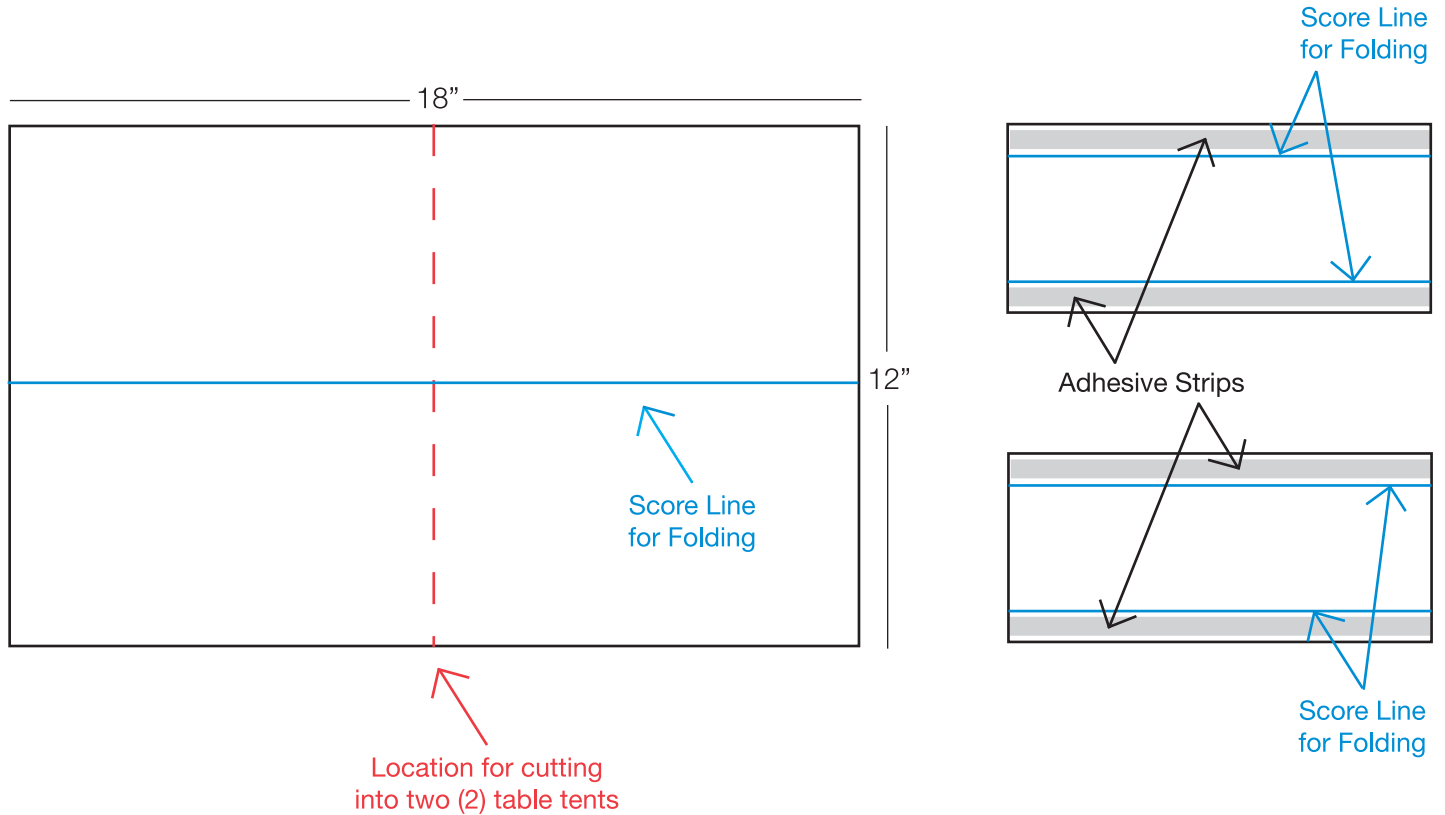 18”
12”
Score Line
for Folding
Location for cutting
into two (2) table tents
Score Line
for Folding
Adhesive Strips
Score Line
for Folding